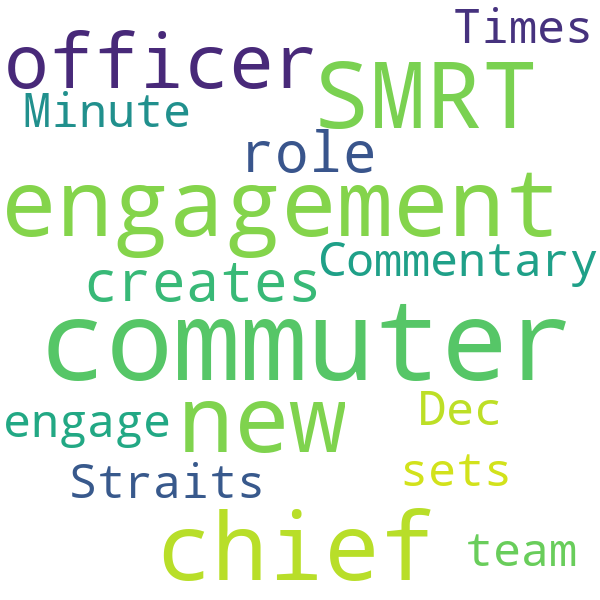 Times
officer
SMRT
Minute
role
engagement
Commentary
creates
commuter
Dec
new
engage
sets
Straits
chief
team